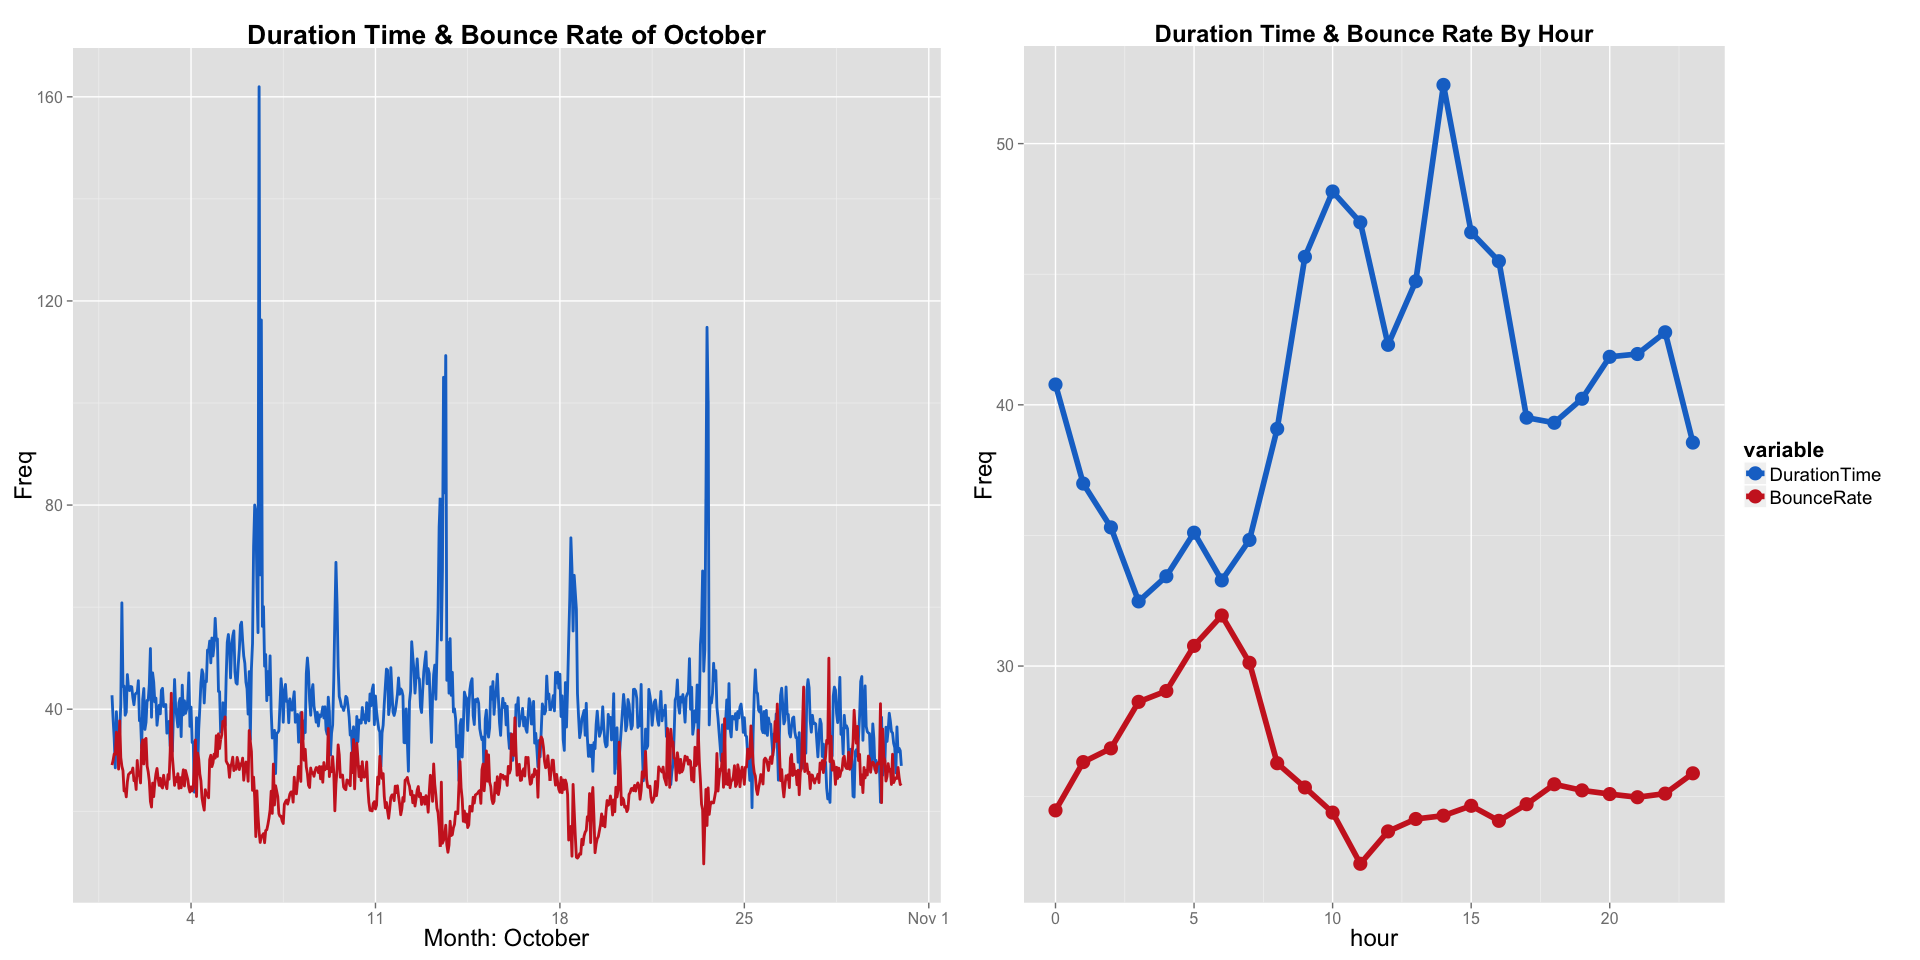 Duration Time & Bounce Rate of October
160
120
80
40
Freq
4 11 18 25 Nov 1
Month: October
Duration Time & Bounce Rate By Hour
50
40
30
Freq
0 5 10 15 20
hour
variable
DurationTime
BounceRate